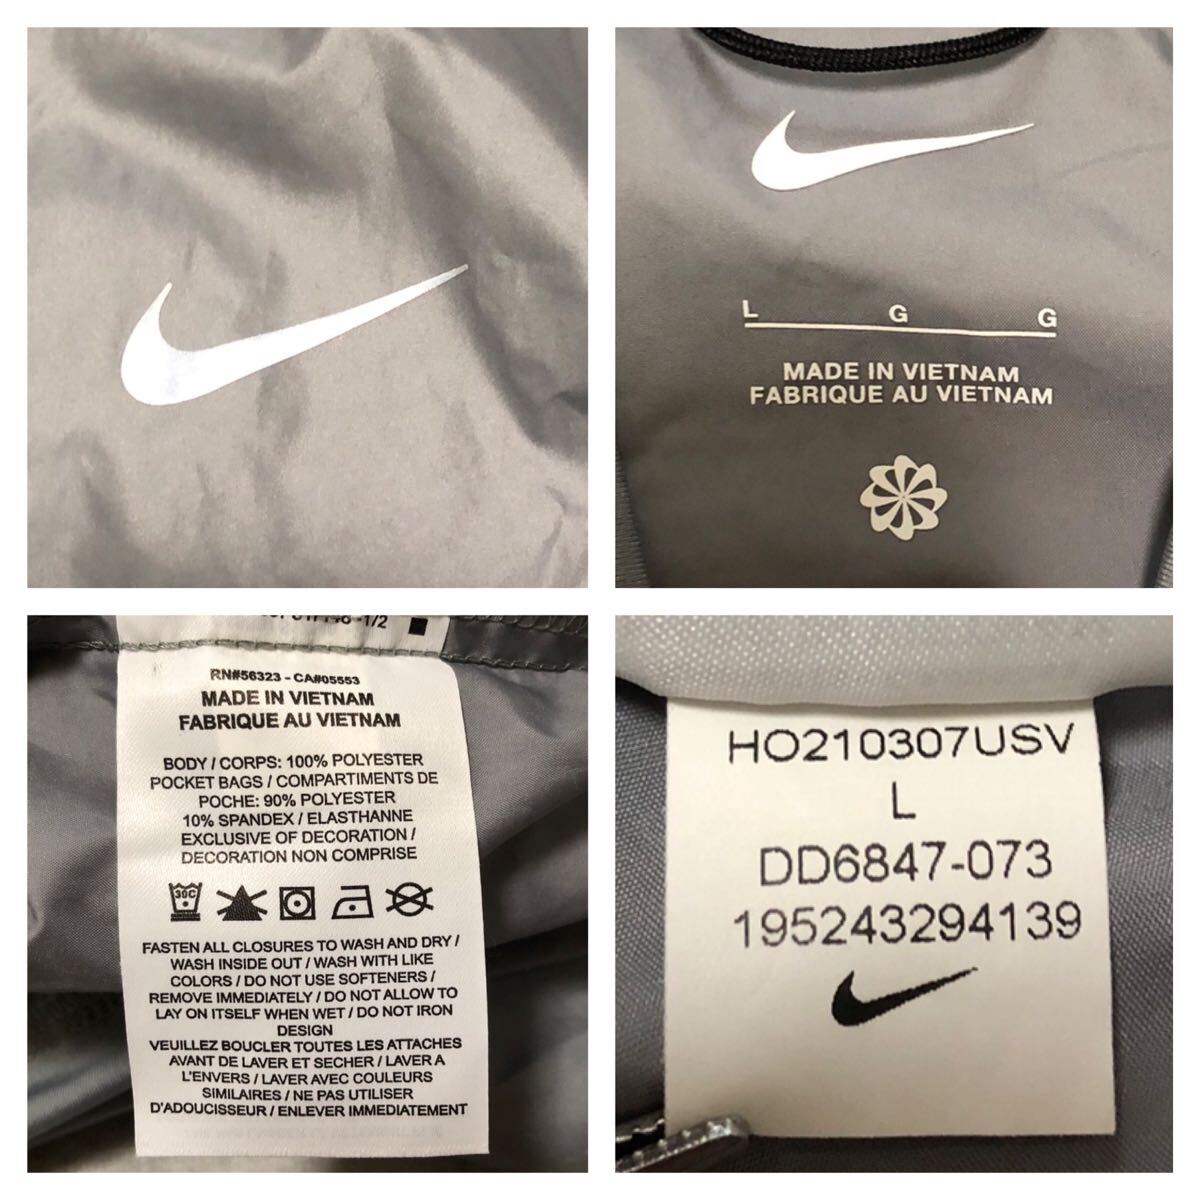 L G G
MADE IN VIETNAM
FABRIQUE AU VIETNAM
-1/2
RN#56323 - CA#05553
MADE IN VIETNAM
FABRIQUE AU VIETNAM
BODY / CORPS: 100% POLYESTER
POCKET BAGS / COMPARTIMENTS DE
POCHE: 90% POLYESTER
10% SPANDEX / ELASTHANNE
EXCLUSIVE OF DECORATION /
DECORATION NON COMPRISE
30C
FASTEN ALL CLOSURES TO WASH AND DRY /
WASH INSIDE OUT / WASH WITH LIKE
COLORS / DO NOT USE SOFTENERS /
REMOVE IMMEDIATELY / DO NOT ALLOW TO
LAY ON ITSELF WHEN WET / DO NOT IRON
DESIGN
VEUILLEZ BOUCLER TOUTES LES ATTACHES
AVANT DE LAVER ET SECHER / LAVER A
L'ENVERS / LAVER AVEC COULEURS
SIMILAIRES / NE PAS UTILISER
D'ADOUCISSEUR / ENLEVER IMMEDIATEMENT
HO210307USV
L
DD6847-073
195243294139